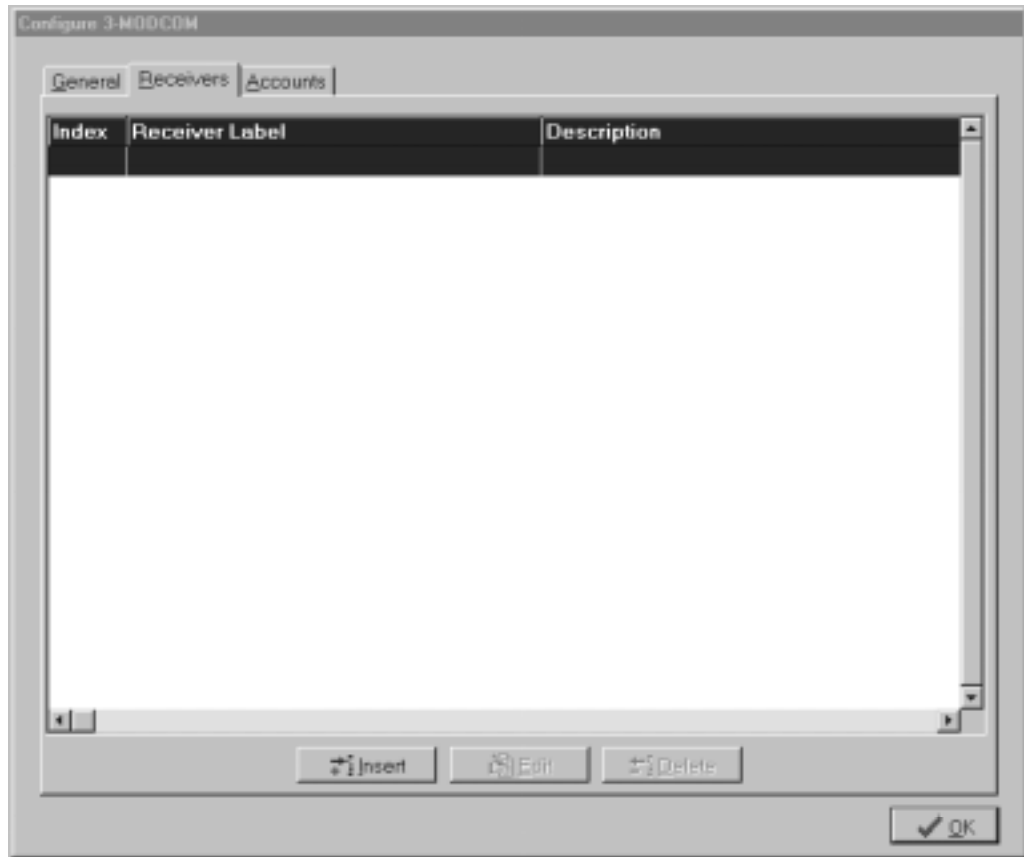 Configure 3-MODCOM
General Receivers Accounts
Index Receiver Label Description
Insert Edit Delete
OK